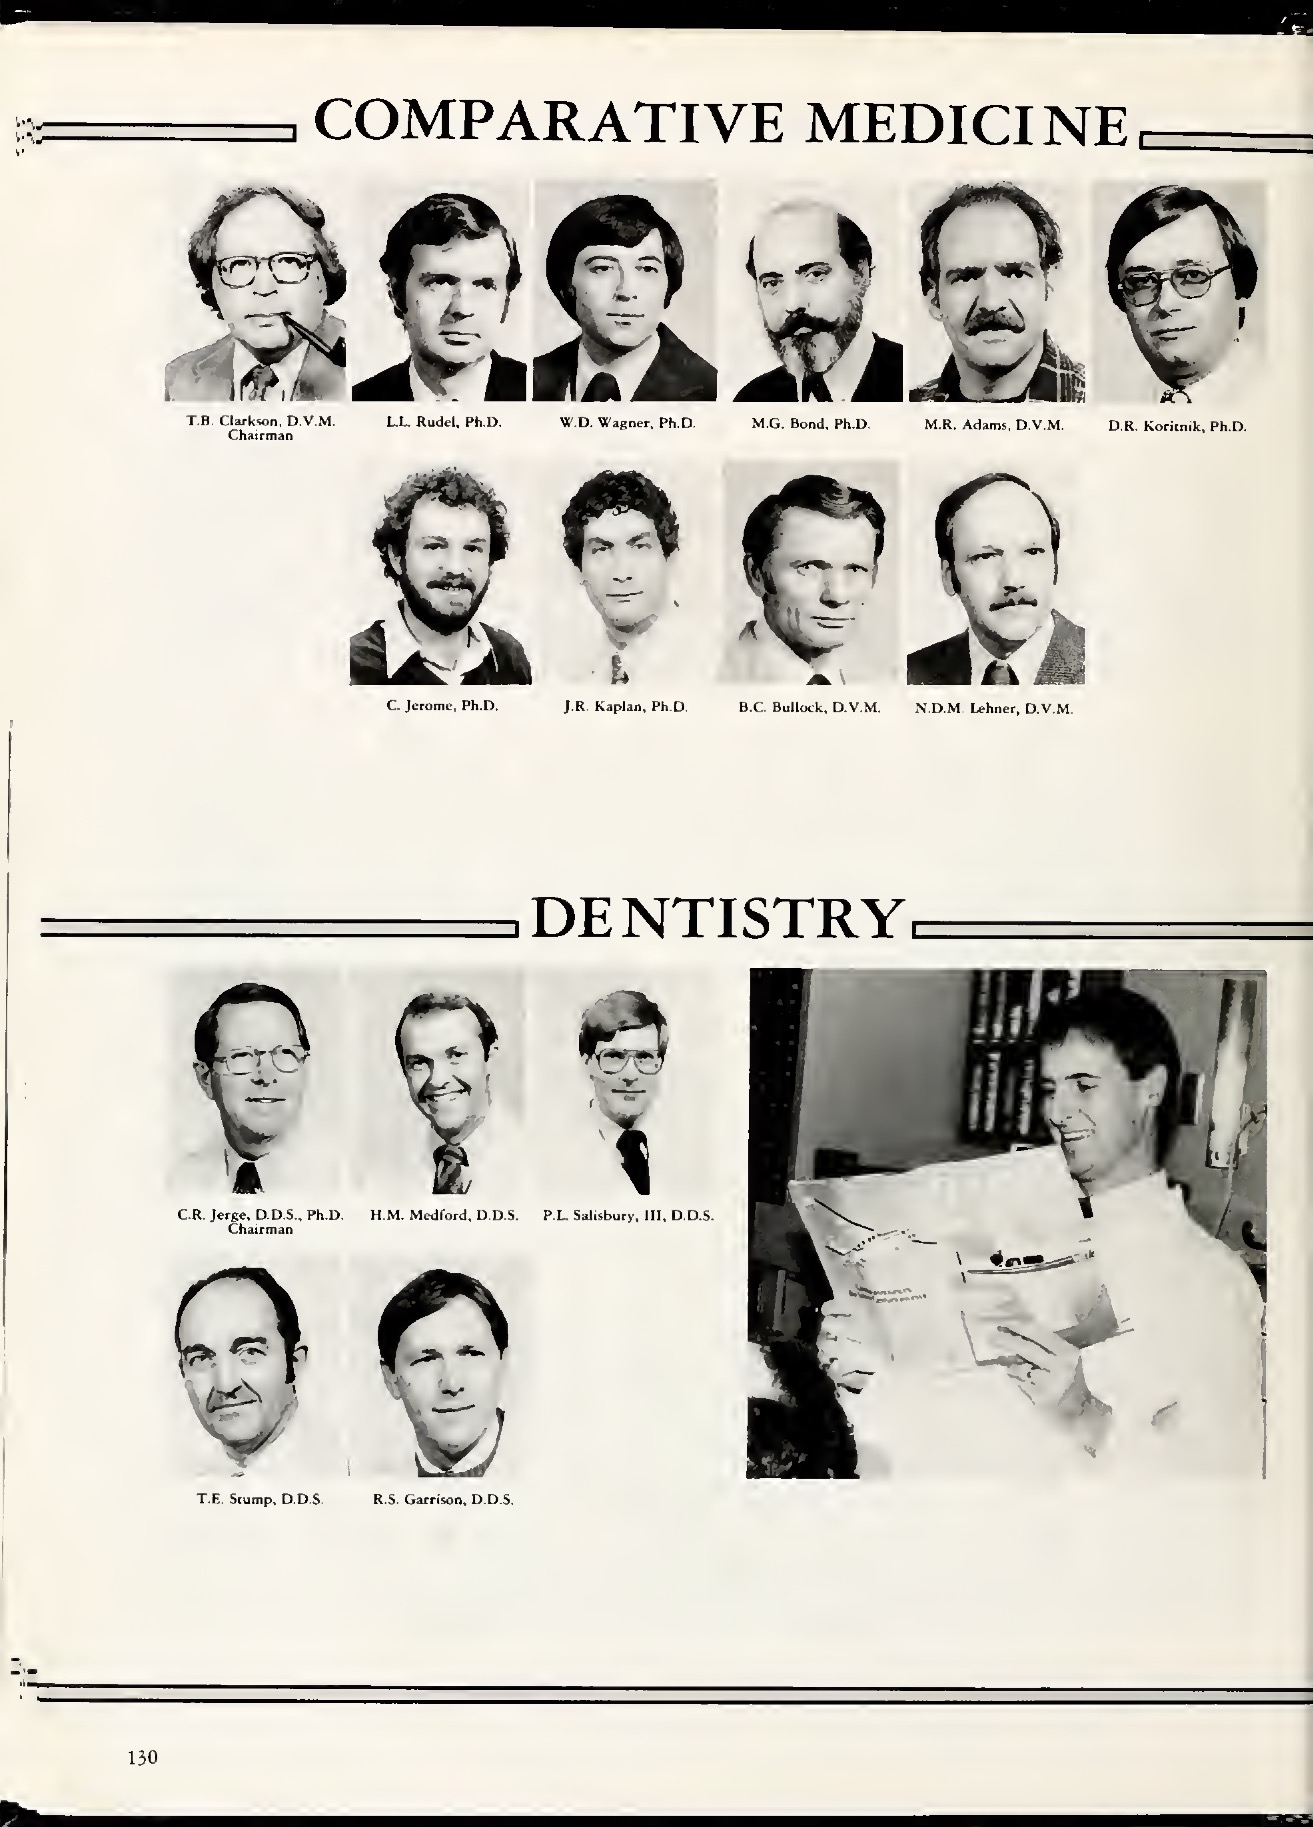 COMPARATIVE MEDICINE
T.B. Clarkson, D.V.M.
Chairman
L.L. Rudel, Ph.D.
W.D. Wagner, Ph.D.
M.G. Bond, Ph.D.
M.R. Adams, D.V.M.
D.R. Koritnik, Ph.D.
C. Jerome, Ph.D.
J.R. Kaplan, Ph.D.
B.C. Bullock, D.V.M.
N.D.M. Lehner, D.V.M.
DENTISTRY
C.R. Jerge, D.D.S., Ph.D.
Chairman
H.M. Medford, D.D.S.
P.L. Salisbury, III, D.D.S.
T.E. Stump, D.D.S.
R.S. Garrison, D.D.S.
130